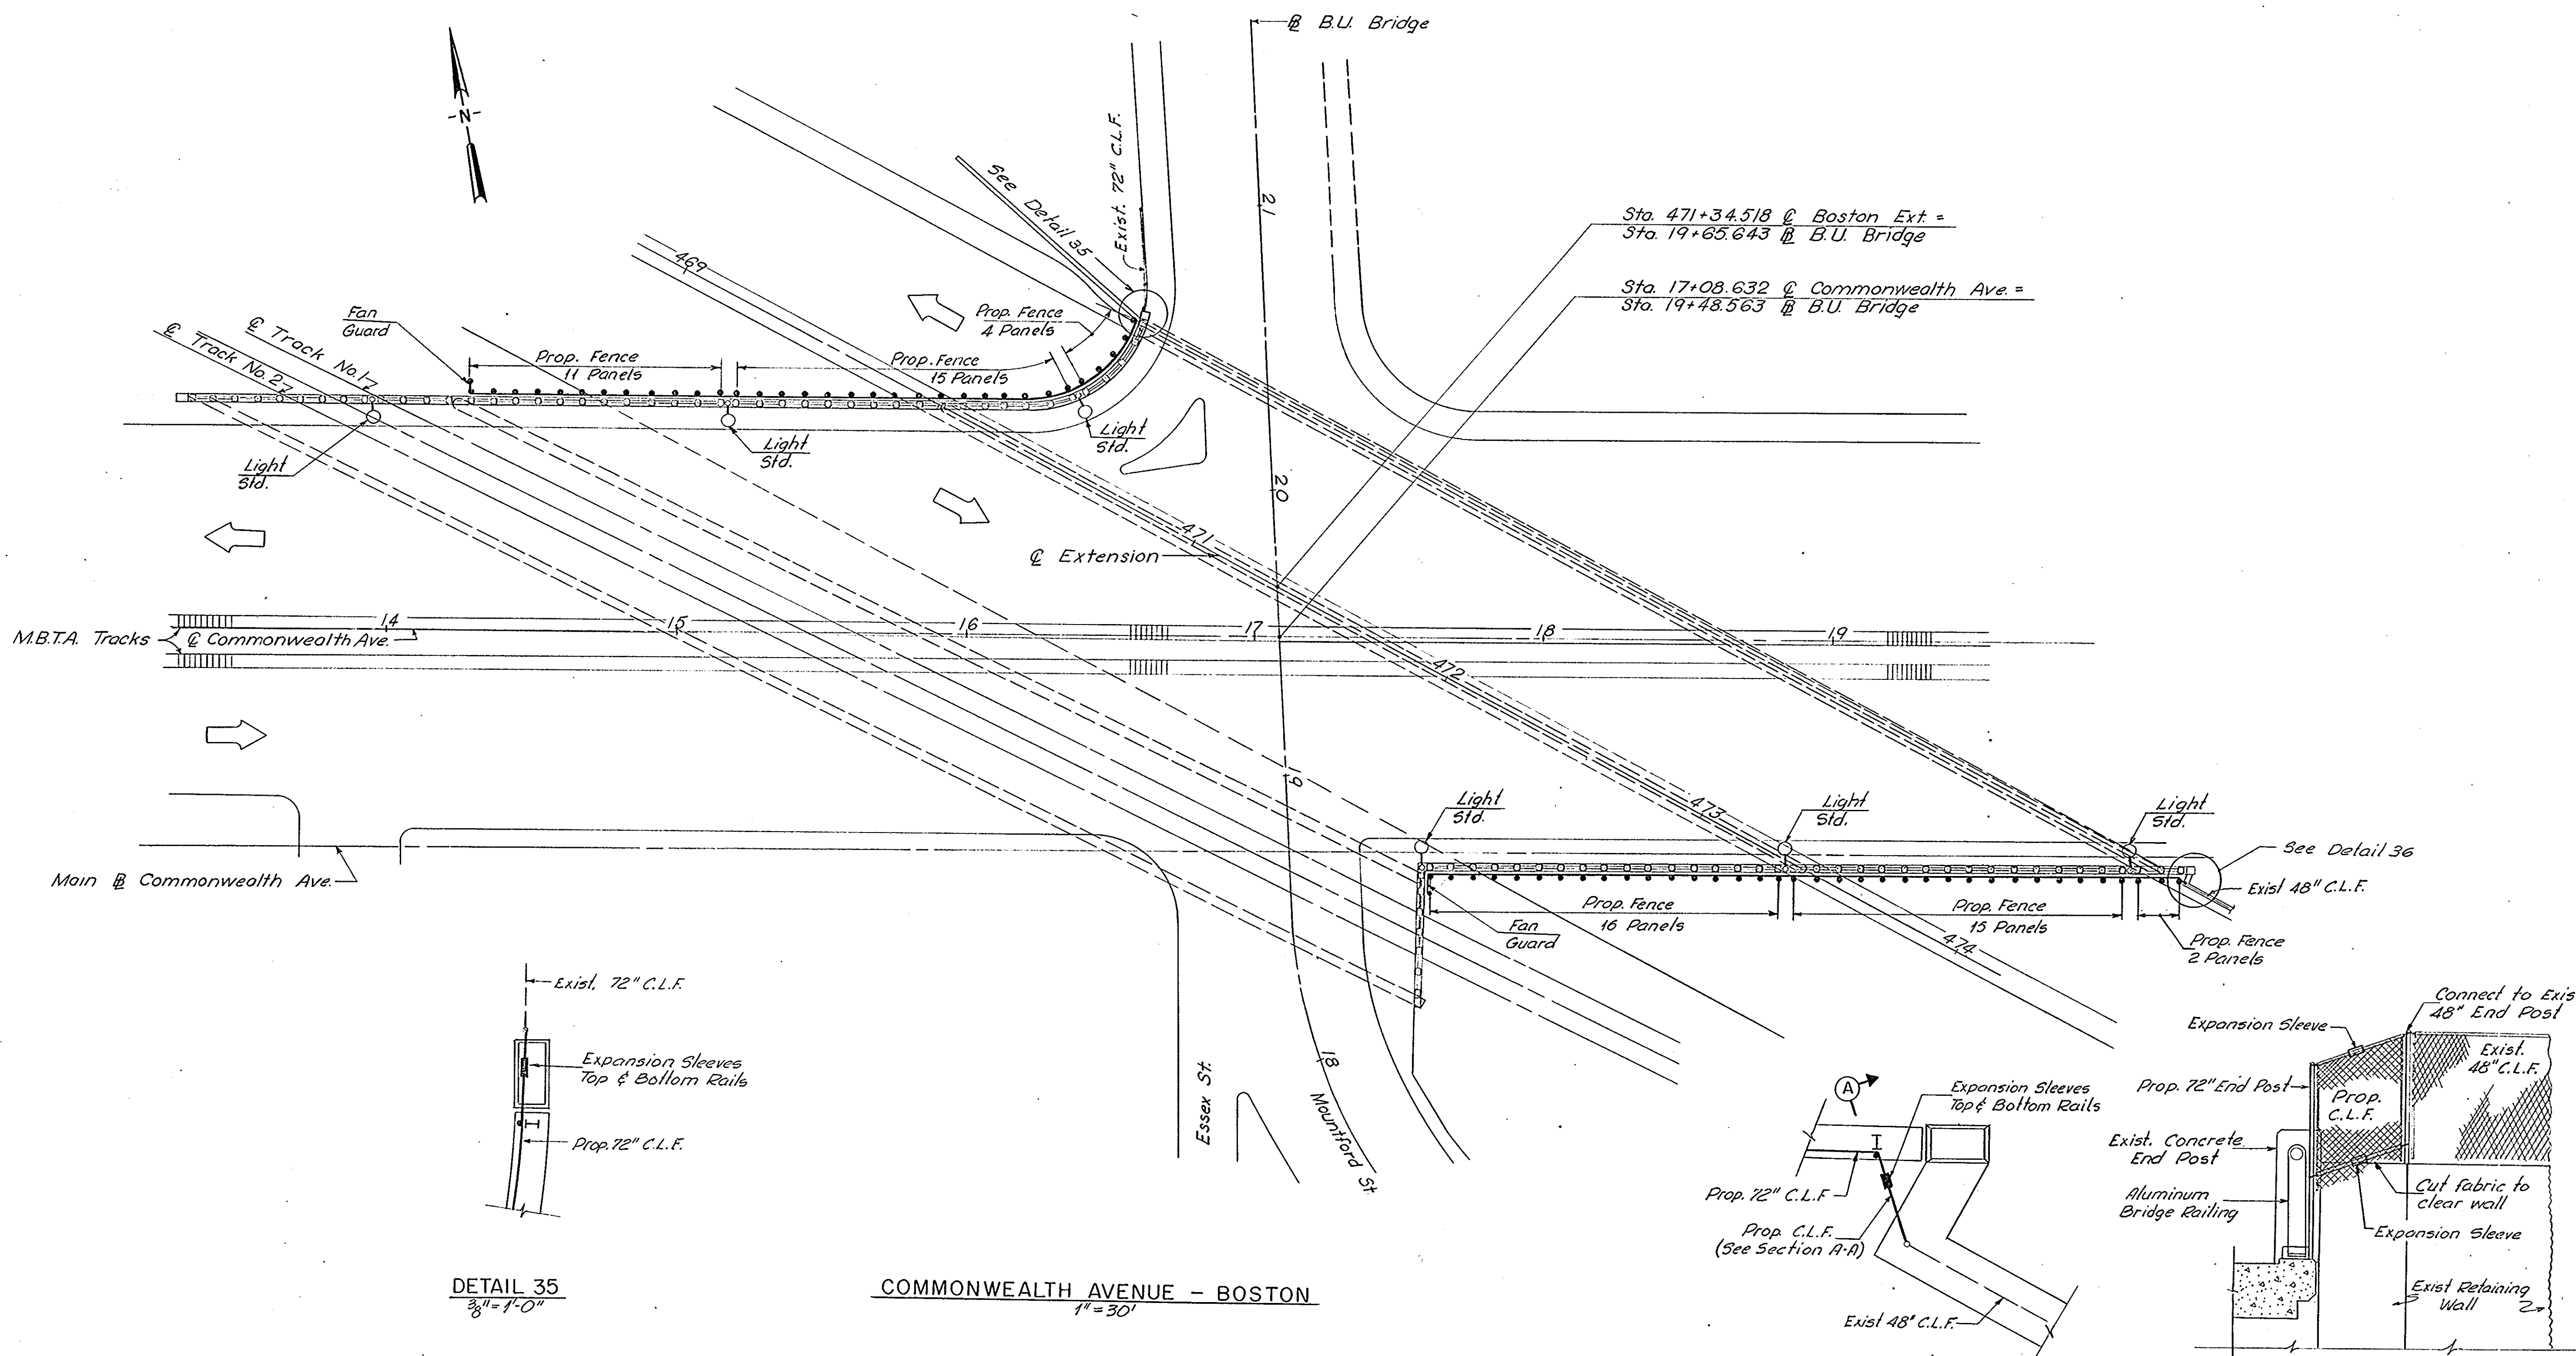 ℄ B.U. Bridge
-N-
21
Exist. 72" C.L.F.
See Detail 35
Sta. 471+34.518 ℄ Boston Ext. =
Sta. 19+65.643 B.U. Bridge
Sta. 17+08.632 ℄ Commonwealth Ave. =
Sta. 19+48.563 B.U. Bridge
469
Fan
Guard
Prop. Fence
4 Panels
℄ Track No. 1
℄ Track No. 2
Prop. Fence
11 Panels
Prop. Fence
15 Panels
Light
Std.
Light
Std.
Light
Std.
20
471
℄ Extension
M.B.T.A. Tracks
℄ Commonwealth Ave.
14
15
16
17
18
19
472
19
473
Light
Std.
Light
Std.
Light
Std.
See Detail 36
Exist 48" C.L.F.
Main Commonwealth Ave.
Prop. Fence
16 Panels
Prop. Fence
15 Panels
Fan
Guard
474
Prop. Fence
2 Panels
Exist. 72" C.L.F.
Expansion Sleeves
Top & Bottom Rails
Prop. 72" C.L.F.
DETAIL 35
3/8" = 1'-0"
Essex St.
18
Mountford St.
COMMONWEALTH AVENUE - BOSTON
1" = 30'
A
Expansion Sleeves
Top & Bottom Rails
Prop. 72" C.L.F.
Prop. C.L.F.
(See Section A-A)
Exist 48" C.L.F.
Connect to Exis
48" End Post
Expansion Sleeve
Exist.
48" C.L.F.
Prop. 72" End Post
Prop.
C.L.F.
Exist. Concrete
End Post
Cut fabric to
clear wall
Aluminum
Bridge Railing
Expansion Sleeve
Exist Retaining
Wall